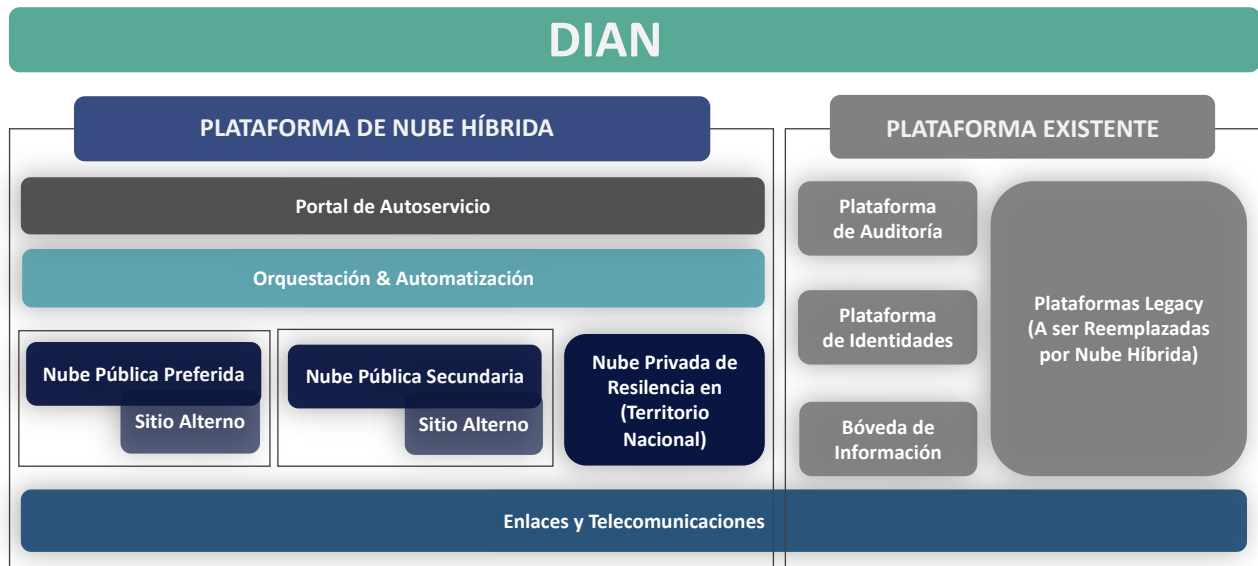 DIAN
PLATAFORMA DE NUBE HÍBRIDA
Portal de Autoservicio
Orquestación & Automatización
Nube Pública Preferida
Sitio Alterno
Nube Pública Secundaria
Sitio Alterno
Nube Privada de
Resilencia en
(Territorio
Nacional)
PLATAFORMA EXISTENTE
Plataforma
de Auditoría
Plataforma
de Identidades
Bóveda de
Información
Plataformas Legacy
(A ser Reemplazadas
por Nube Híbrida)
Enlaces y Telecomunicaciones